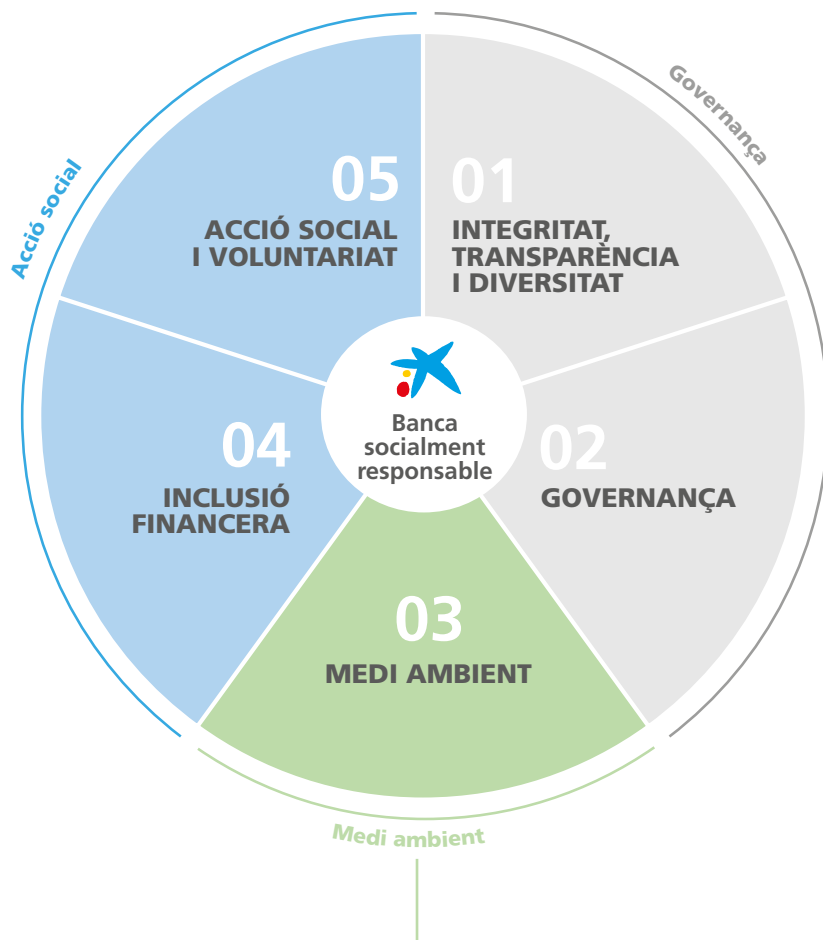 Governança
Acció social
05
ACCIÓ SOCIAL
I VOLUNTARIAT
01
INTEGRITAT,
TRANSPARÈNCIA
I DIVERSITAT
Banca
socialment
responsable
04
INCLUSIÓ
FINANCERA
02
GOVERNANÇA
03
MEDI AMBIENT
Medi ambient